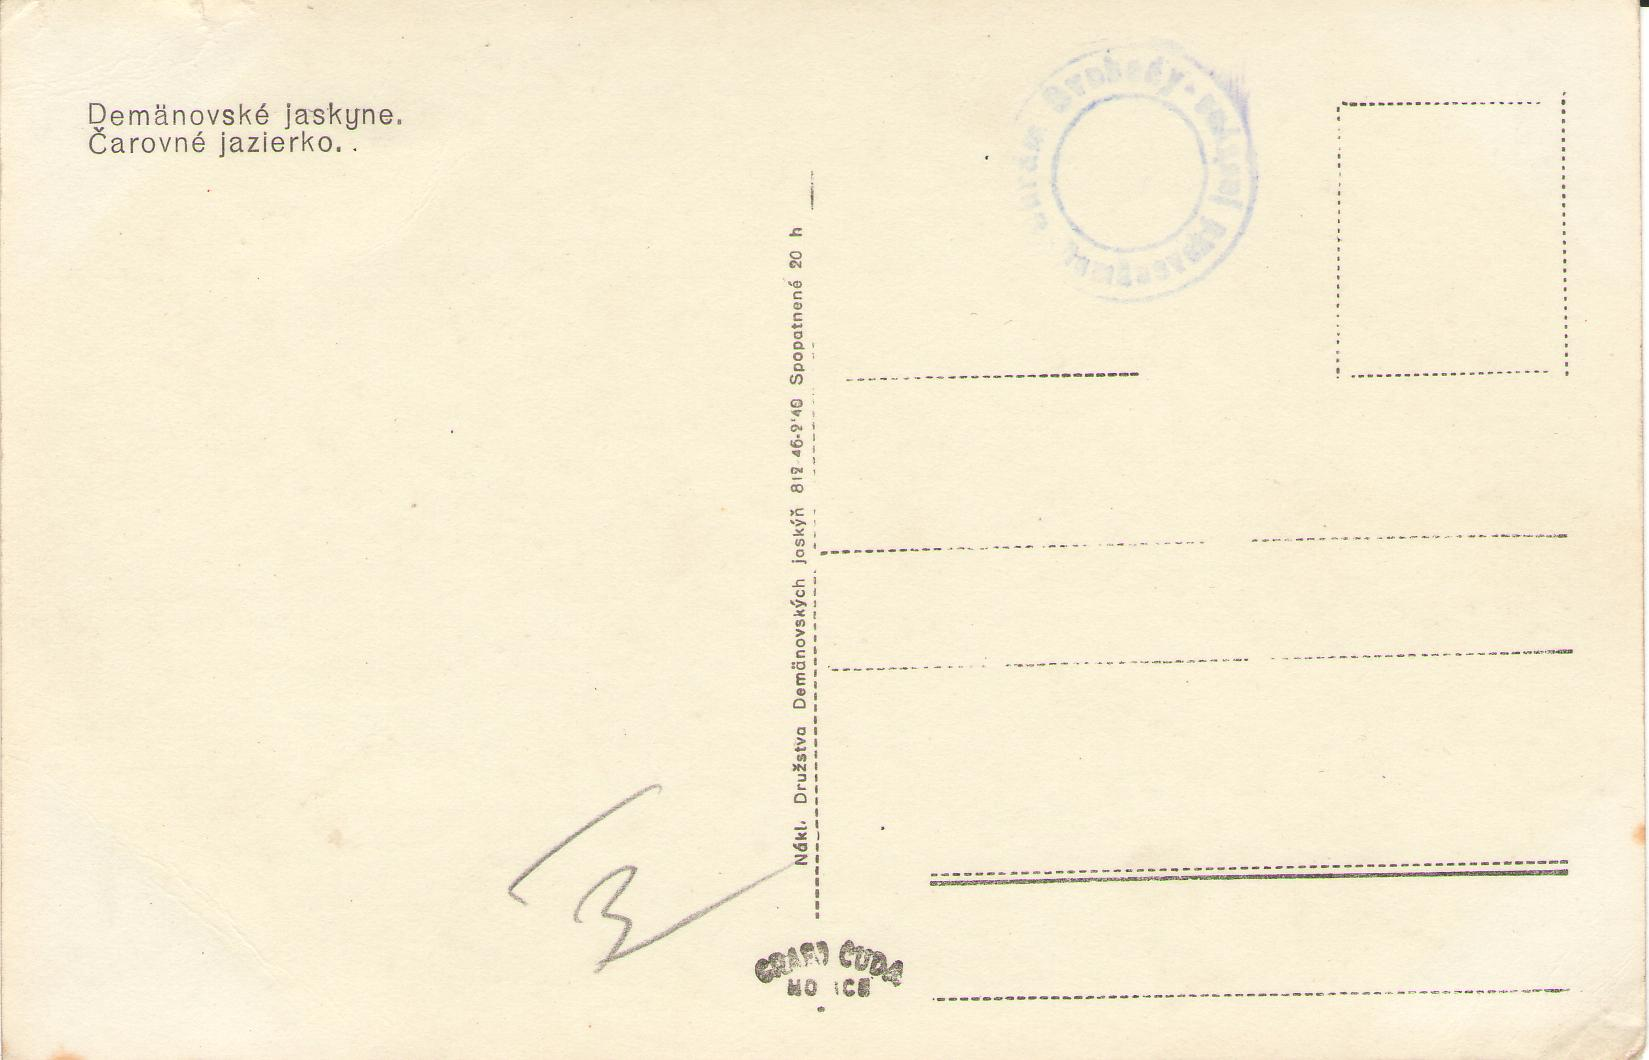 Demänovské jaskyne.
Čarovné jazierko. .
Nákl. Družstva Demänovských jaskýň 812-46-2'40 Spopatnené 20 h
GRAFO ČUDA
HO ICE